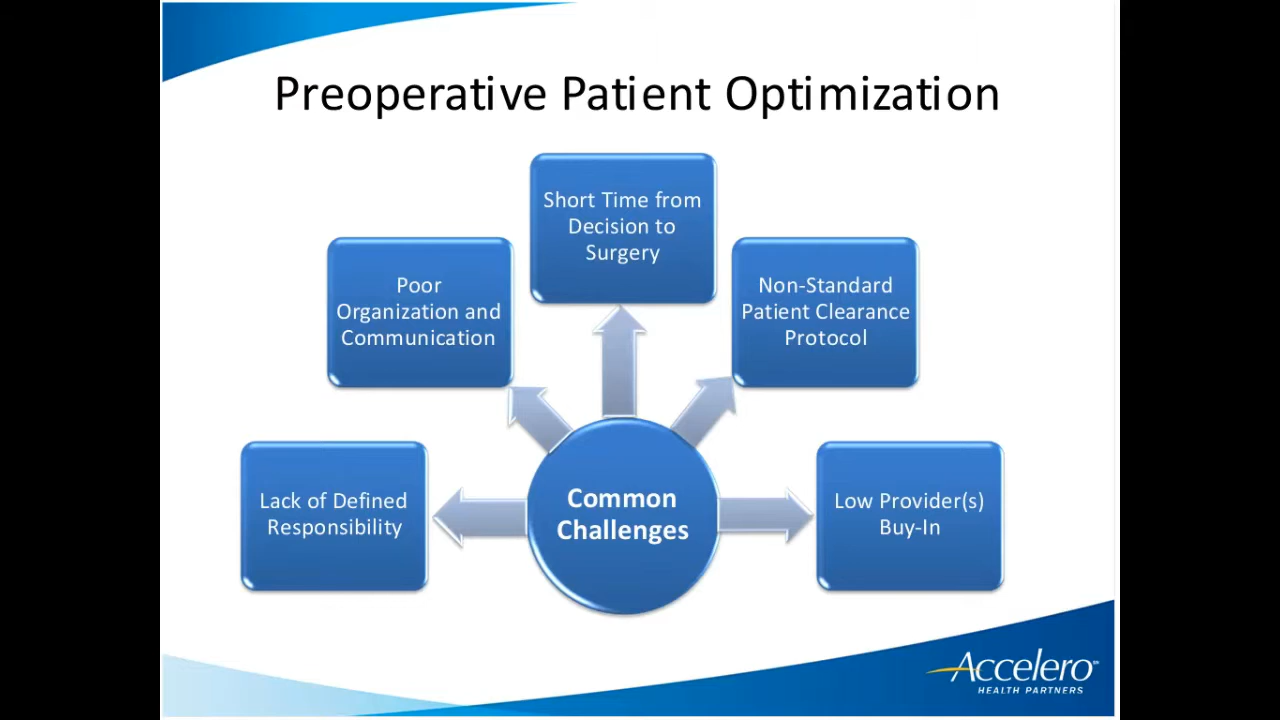 Preoperative Patient Optimization
Short Time from
Decision to
Surgery
Poor
Organization and
Communication
Non-Standard
Patient Clearance
Protocol
Lack of Defined
Responsibility
Common
Challenges
Low Provider(s)
Buy-In
Accelero℠
HEALTH PARTNERS